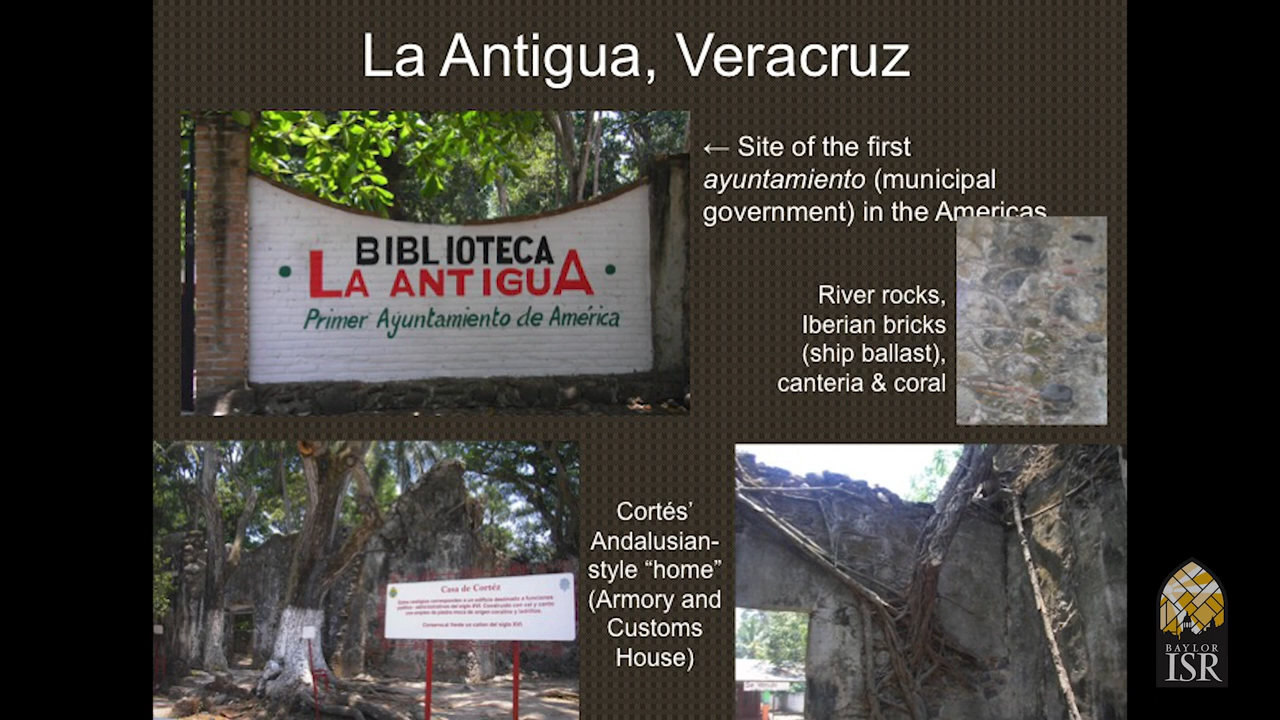 La Antigua, Veracruz
← Site of the first
ayuntamiento (municipal
government) in the Americas
BIBLIOTECA
• LA ANTIGUA •
Primer Ayuntamiento de América
River rocks,
Iberian bricks
(ship ballast),
canteria & coral
Casa de Cortéz
Cortés’
Andalusian-
style “home”
(Armory and
Customs
House)
BAYLOR
ISR